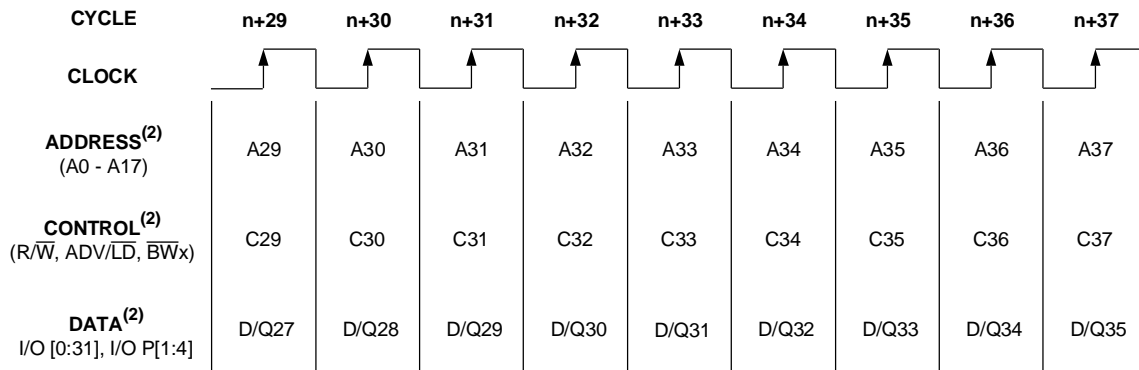 CYCLE n+29 n+30 n+31 n+32 n+33 n+34 n+35 n+36 n+37
CLOCK
ADDRESS(2)
(A0 - A17) A29 A30 A31 A32 A33 A34 A35 A36 A37
CONTROL(2)
(R/W̅, ADV/L̅D̅, B̅W̅x) C29 C30 C31 C32 C33 C34 C35 C36 C37
DATA(2)
I/O [0:31], I/O P[1:4] D/Q27 D/Q28 D/Q29 D/Q30 D/Q31 D/Q32 D/Q33 D/Q34 D/Q35